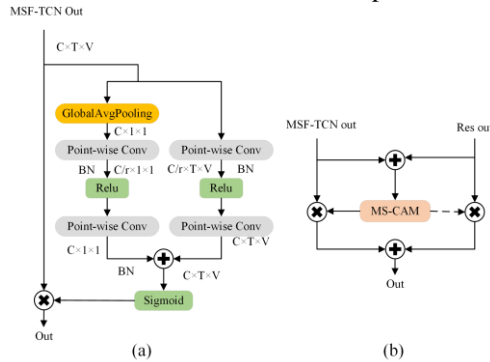 MSF-TCN Out
C×T×V
GlobalAvgPooling
C×1×1
Point-wise Conv
Point-wise Conv
BN
C/r×1×1
C/r×T×V
BN
Relu
Relu
Point-wise Conv
Point-wise Conv
C×1×1
C×T×V
BN
C×T×V
Sigmoid
Out
(a)
MSF-TCN out
Res out
MS-CAM
Out
(b)